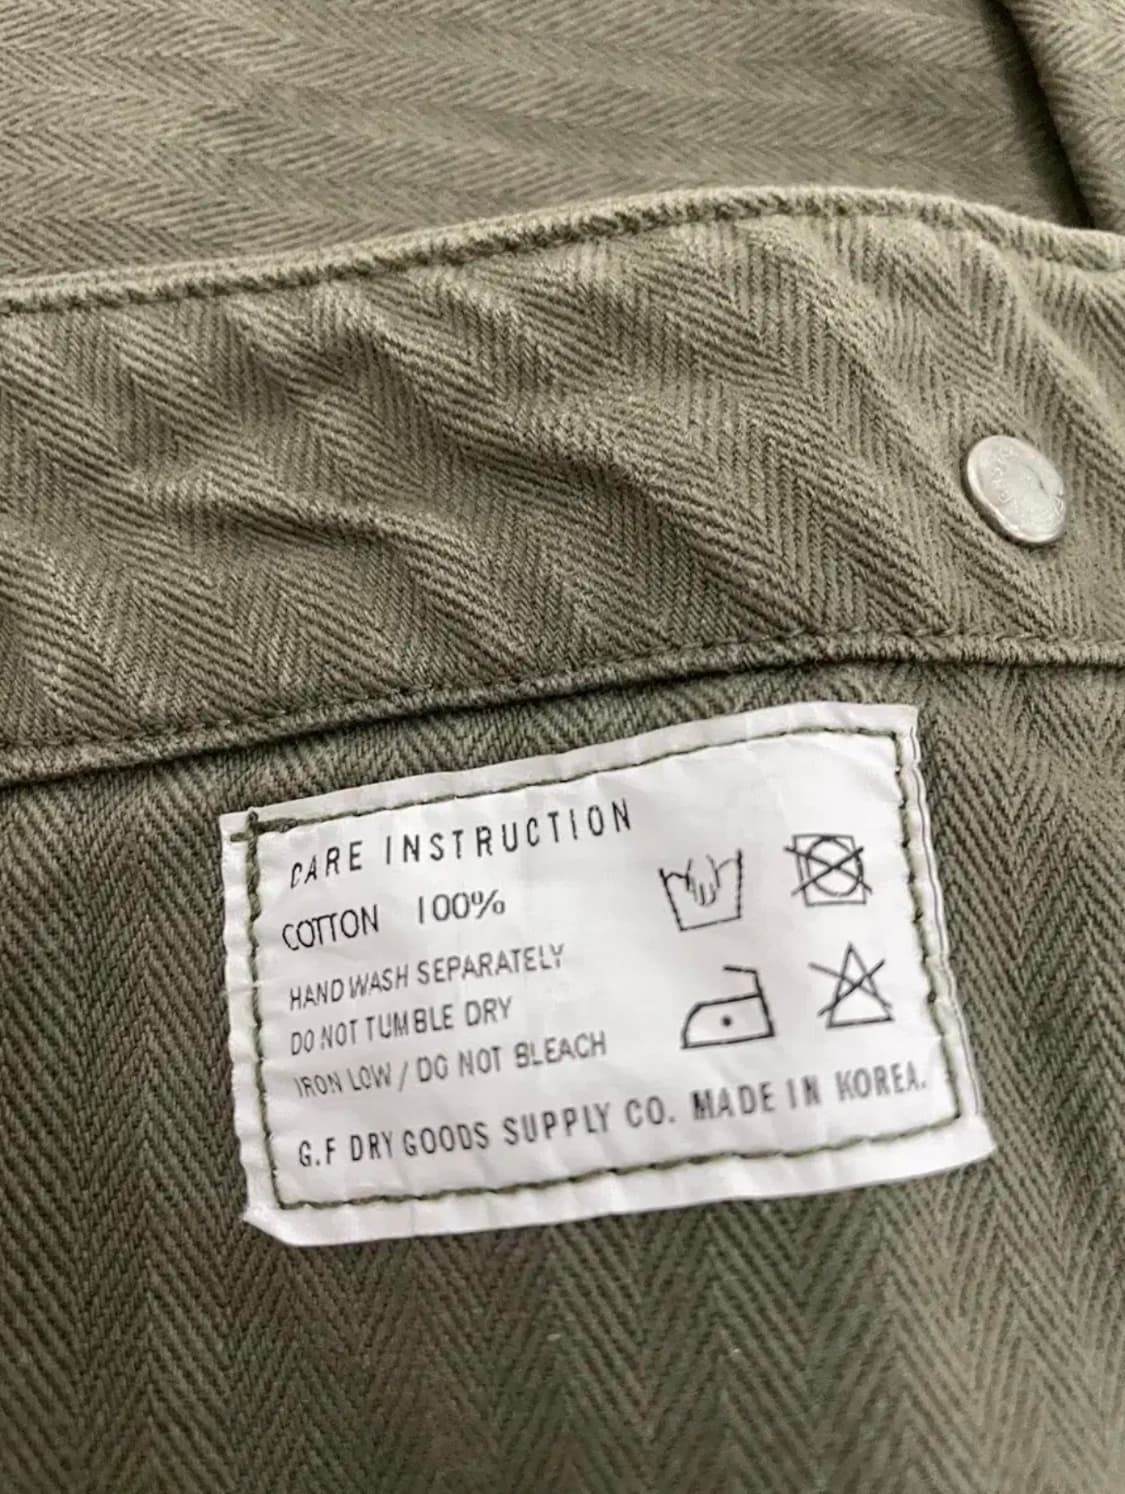 CARE INSTRUCTION
COTTON 100%
HAND WASH SEPARATELY
DO NOT TUMBLE DRY
IRON LOW / DO NOT BLEACH
G.F DRY GOODS SUPPLY CO. MADE IN KOREA.